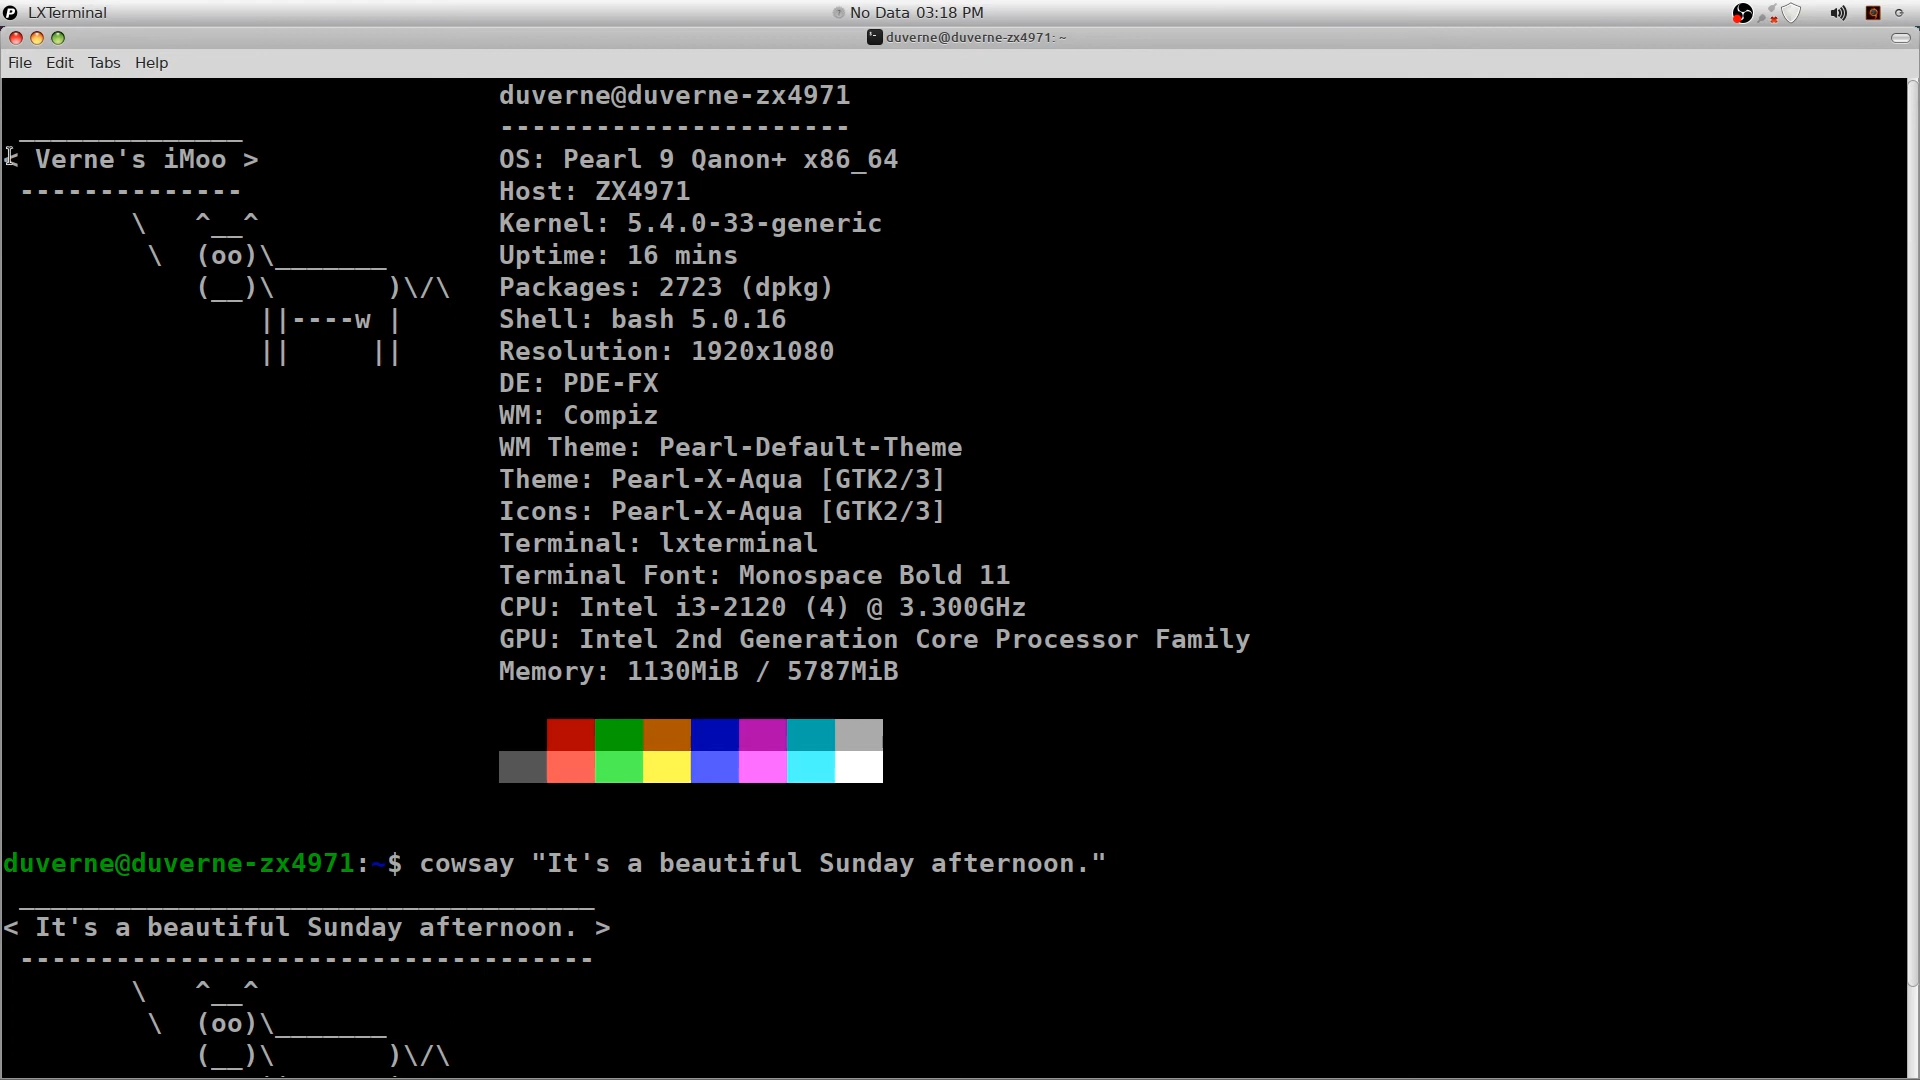 LXTerminal
No Data 03:18 PM
duverne@duverne-zx4971: ~
File Edit Tabs Help
duverne@duverne-zx4971
----------------------
 ______________
< Verne's iMoo >
 --------------
        \   ^__^
         \  (oo)\_______
            (__)\       )\/\
                ||----w |
                ||     ||
OS: Pearl 9 Qanon+ x86_64
Host: ZX4971
Kernel: 5.4.0-33-generic
Uptime: 16 mins
Packages: 2723 (dpkg)
Shell: bash 5.0.16
Resolution: 1920x1080
DE: PDE-FX
WM: Compiz
WM Theme: Pearl-Default-Theme
Theme: Pearl-X-Aqua [GTK2/3]
Icons: Pearl-X-Aqua [GTK2/3]
Terminal: lxterminal
Terminal Font: Monospace Bold 11
CPU: Intel i3-2120 (4) @ 3.300GHz
GPU: Intel 2nd Generation Core Processor Family
Memory: 1130MiB / 5787MiB
duverne@duverne-zx4971:~$ cowsay "It's a beautiful Sunday afternoon."
 ____________________________________
< It's a beautiful Sunday afternoon. >
 ------------------------------------
        \   ^__^
         \  (oo)\_______
            (__)\       )\/\